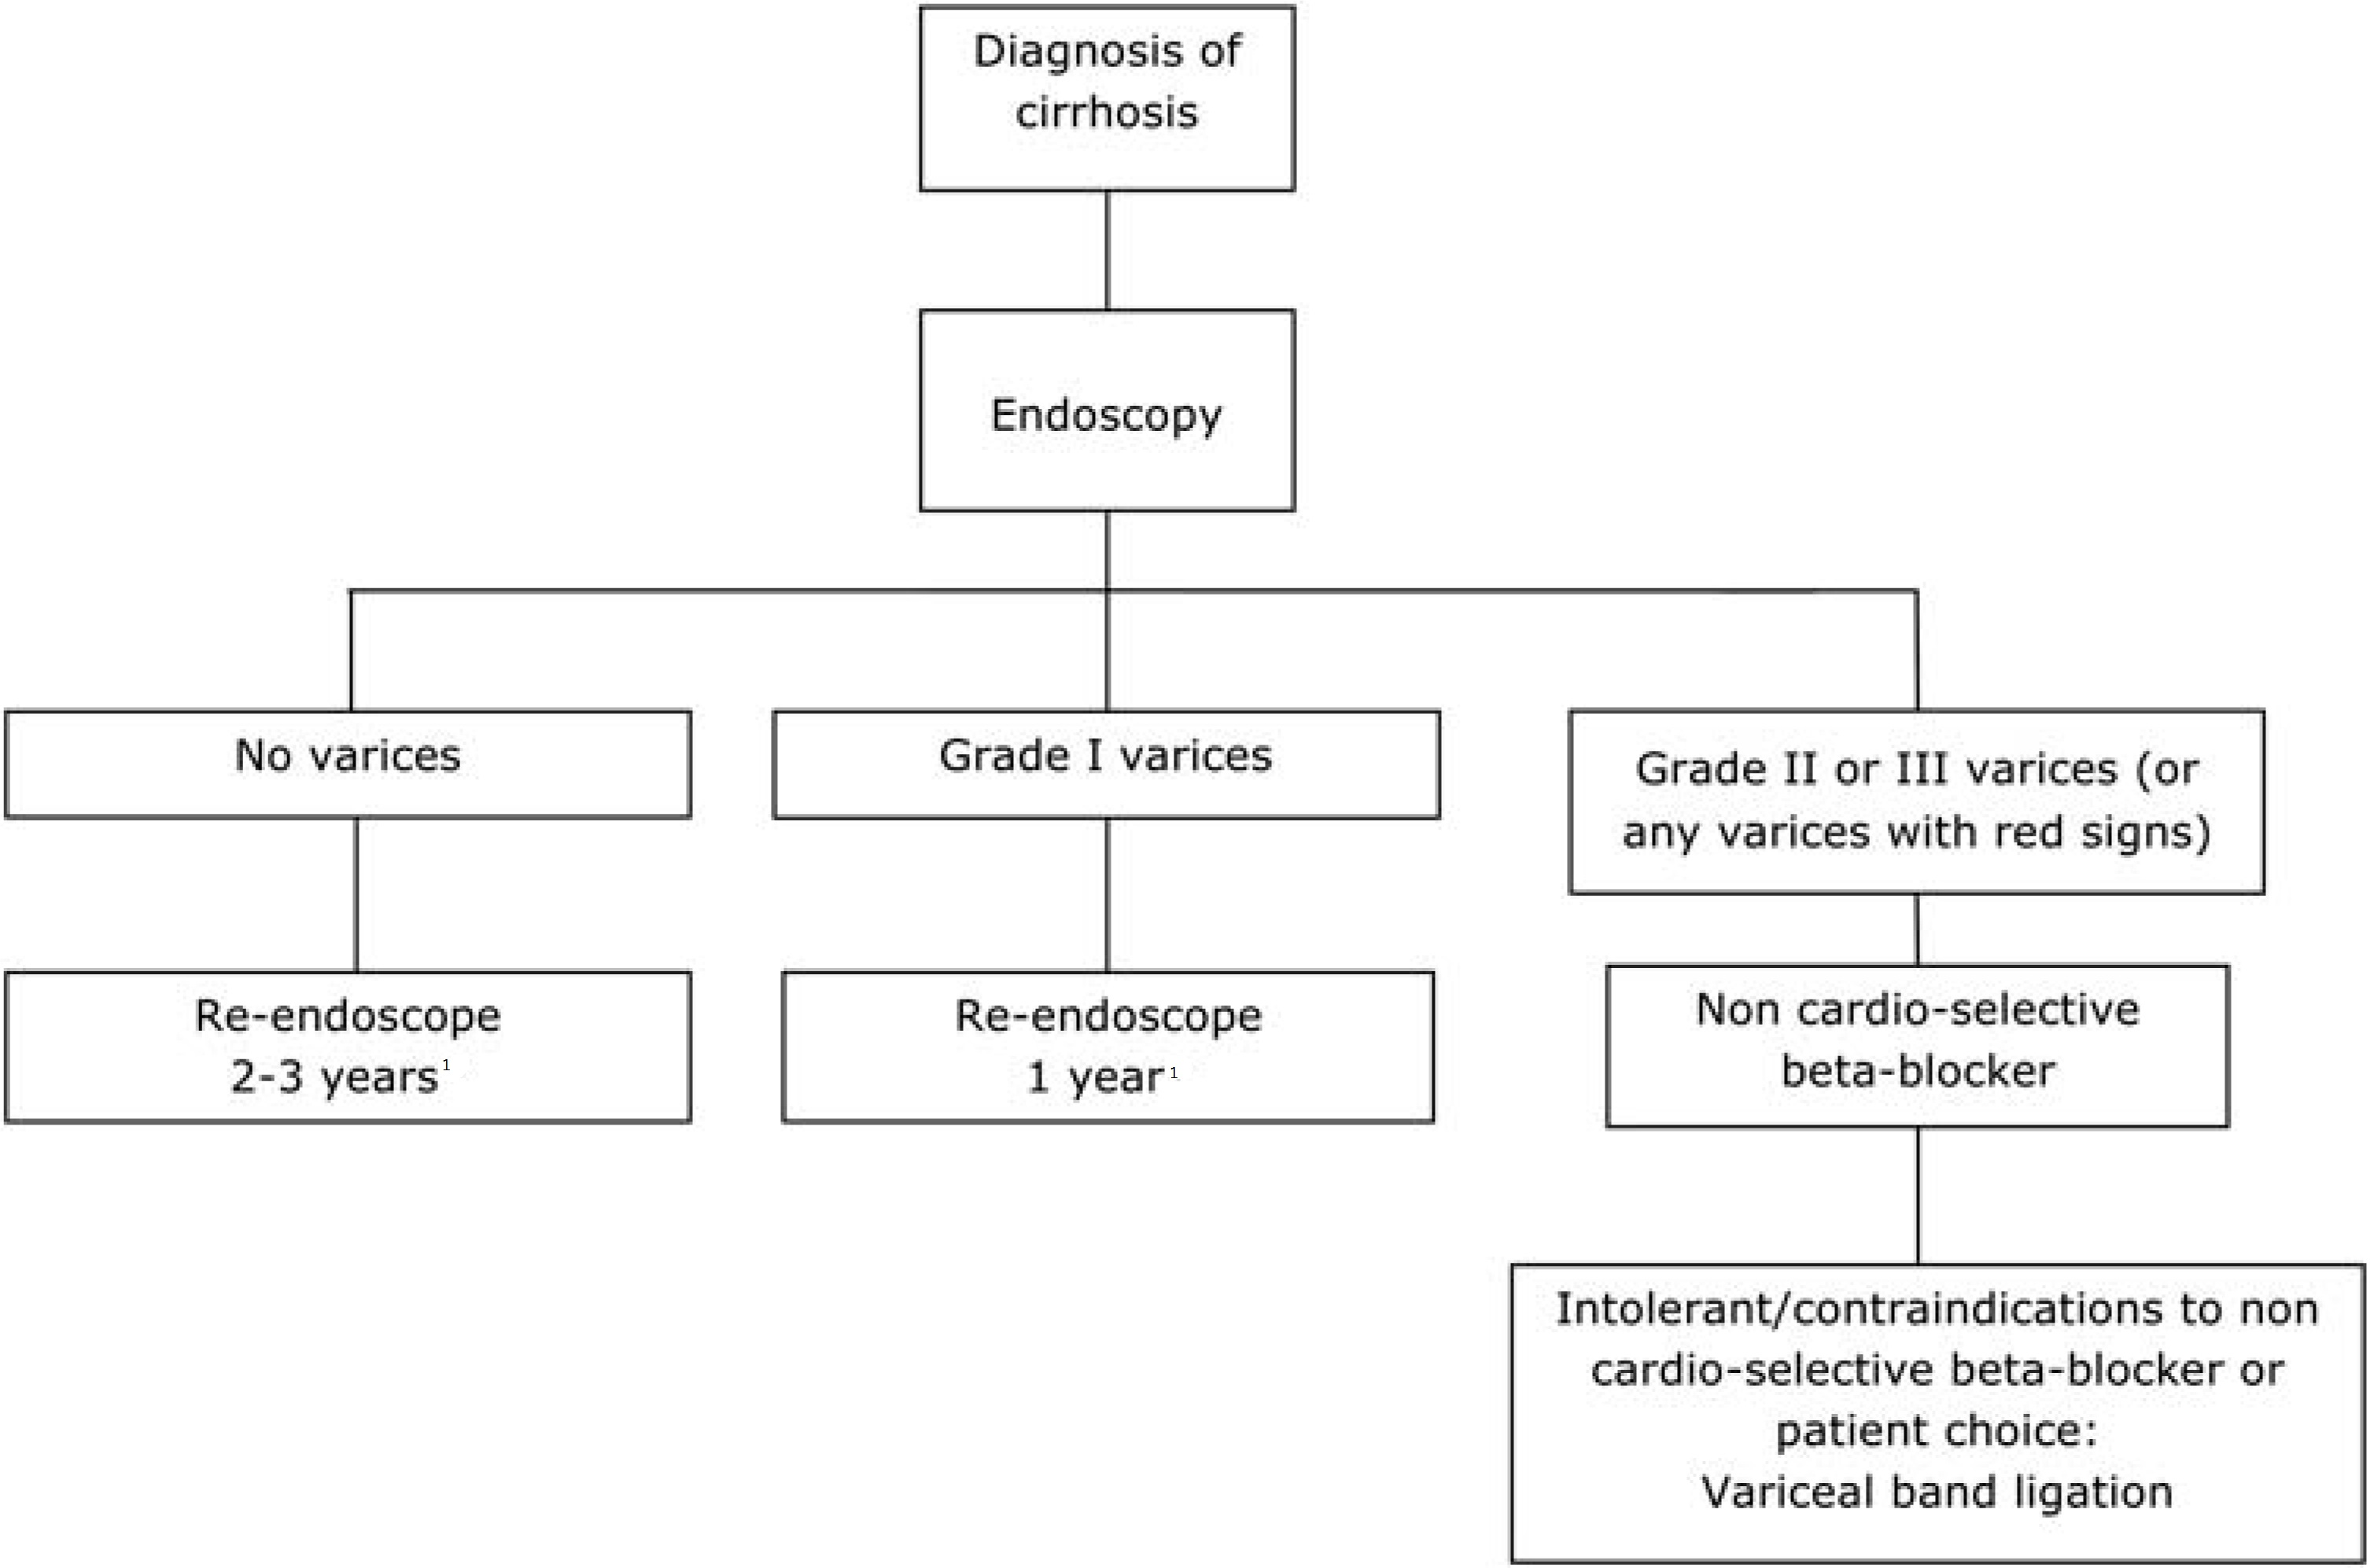 Diagnosis of
cirrhosis
Endoscopy
No varices
Grade I varices
Grade II or III varices (or
any varices with red signs)
Re-endoscope
2-3 years¹
Re-endoscope
1 year¹
Non cardio-selective
beta-blocker
Intolerant/contraindications to non
cardio-selective beta-blocker or
patient choice:
Variceal band ligation